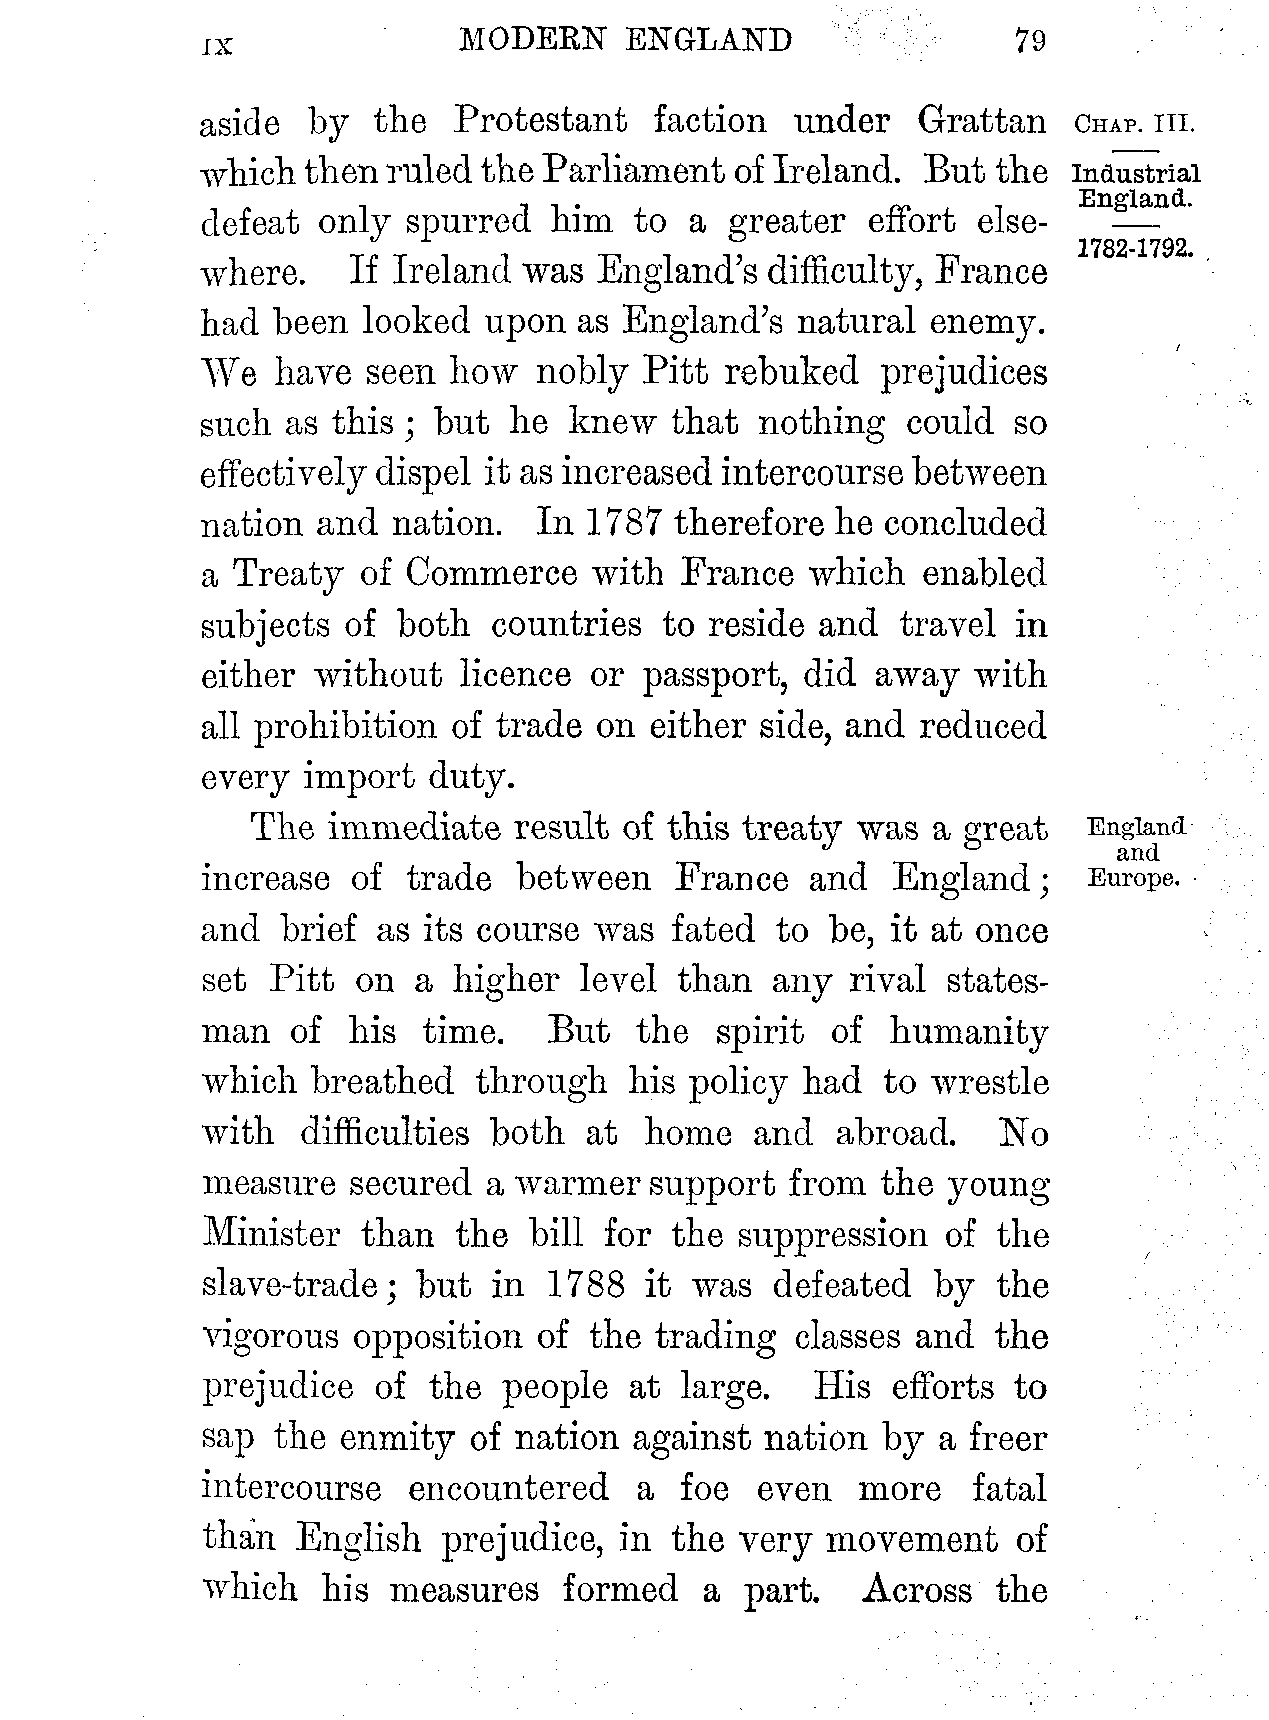 IX MODERN ENGLAND 79
aside by the Protestant faction under Grattan
which then ruled the Parliament of Ireland. But the
defeat only spurred him to a greater effort else-
where. If Ireland was England's difficulty, France
had been looked upon as England's natural enemy.
We have seen how nobly Pitt rebuked prejudices
such as this; but he knew that nothing could so
effectively dispel it as increased intercourse between
nation and nation. In 1787 therefore he concluded
a Treaty of Commerce with France which enabled
subjects of both countries to reside and travel in
either without licence or passport, did away with
all prohibition of trade on either side, and reduced
every import duty.
The immediate result of this treaty was a great
increase of trade between France and England;
and brief as its course was fated to be, it at once
set Pitt on a higher level than any rival states-
man of his time. But the spirit of humanity
which breathed through his policy had to wrestle
with difficulties both at home and abroad. No
measure secured a warmer support from the young
Minister than the bill for the suppression of the
slave-trade; but in 1788 it was defeated by the
vigorous opposition of the trading classes and the
prejudice of the people at large. His efforts to
sap the enmity of nation against nation by a freer
intercourse encountered a foe even more fatal
than English prejudice, in the very movement of
which his measures formed a part. Across the
CHAP. III.
Industrial
England.
1782-1792.
England
and
Europe.